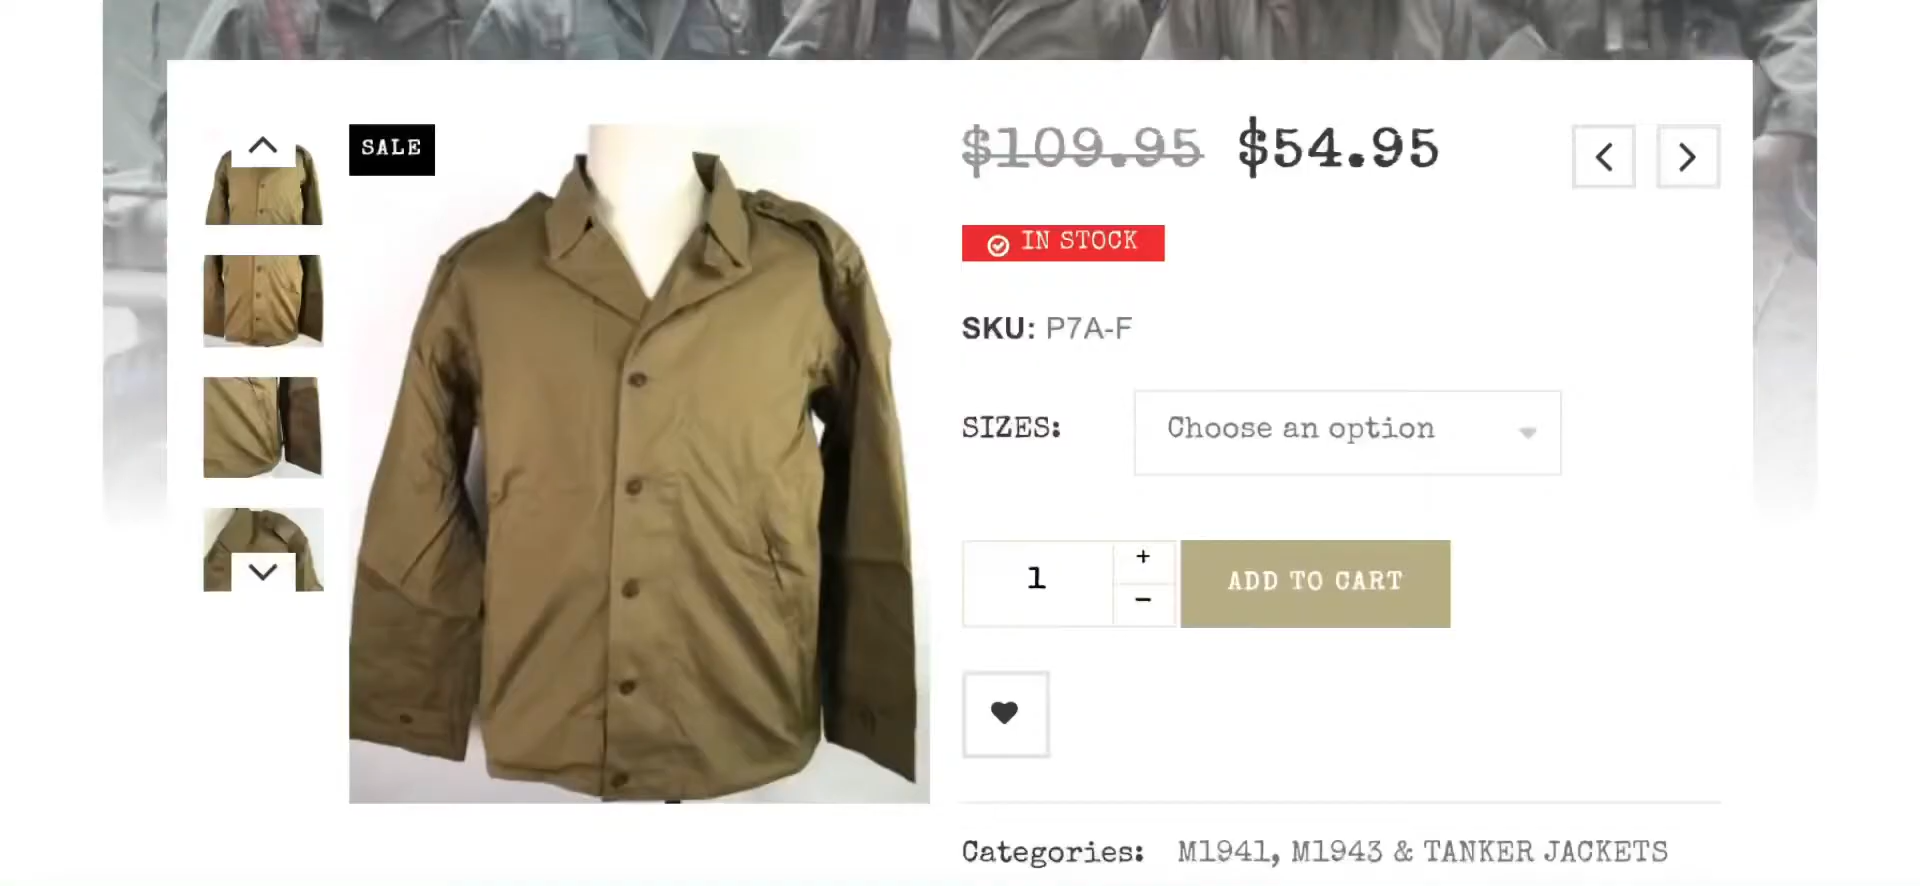 SALE
$109.95 $54.95
IN STOCK
SKU: P7A-F
SIZES: Choose an option
1 + −
ADD TO CART
Categories: M1941, M1943 & TANKER JACKETS